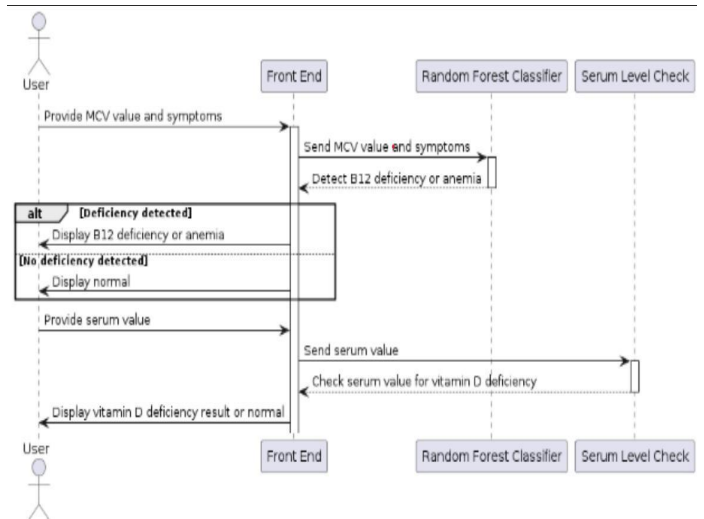 User
Front End
Random Forest Classifier
Serum Level Check
Provide MCV value and symptoms
Send MCV value and symptoms
Detect B12 deficiency or anemia
alt [Deficiency detected]
Display B12 deficiency or anemia
[No deficiency detected]
Display normal
Provide serum value
Send serum value
Check serum value for vitamin D deficiency
Display vitamin D deficiency result or normal
User
Front End
Random Forest Classifier
Serum Level Check